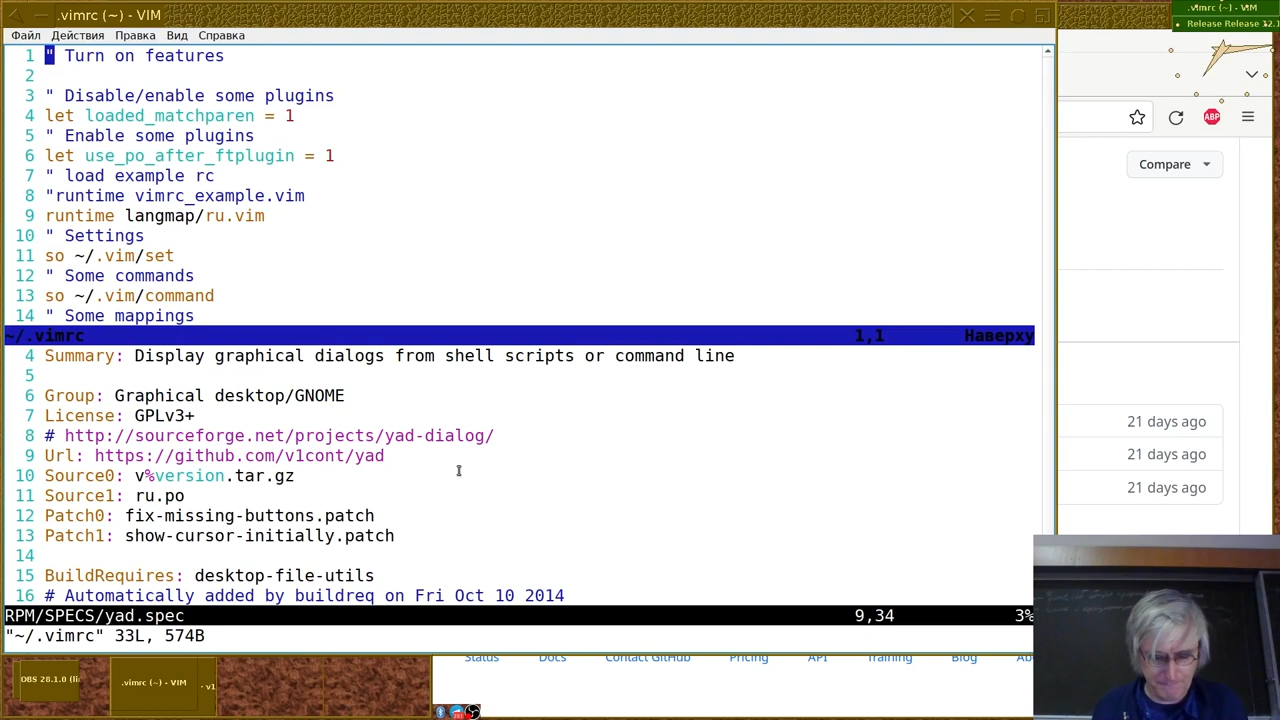 .vimrc (~) - VIM
Файл Действия Правка Вид Справка
1 " Turn on features
2
3 " Disable/enable some plugins
4 let loaded_matchparen = 1
5 " Enable some plugins
6 let use_po_after_ftplugin = 1
7 " load example rc
8 "runtime vimrc_example.vim
9 runtime langmap/ru.vim
10 " Settings
11 so ~/.vim/set
12 " Some commands
13 so ~/.vim/command
14 " Some mappings
~/.vimrc 1,1 Наверху
4 Summary: Display graphical dialogs from shell scripts or command line
5
6 Group: Graphical desktop/GNOME
7 License: GPLv3+
8 # http://sourceforge.net/projects/yad-dialog/
9 Url: https://github.com/v1cont/yad
10 Source0: v%version.tar.gz
11 Source1: ru.po
12 Patch0: fix-missing-buttons.patch
13 Patch1: show-cursor-initially.patch
14
15 BuildRequires: desktop-file-utils
16 # Automatically added by buildreq on Fri Oct 10 2014
RPM/SPECS/yad.spec 9,34 3%
"~/.vimrc" 33L, 574B
.vimrc (~) - VIM
Release Release
ABP
Compare
21 days ago
21 days ago
21 days ago
Status Docs Contact GitHub Pricing API Training Blog
OBS 28.1.0
.vimrc (~) - VIM